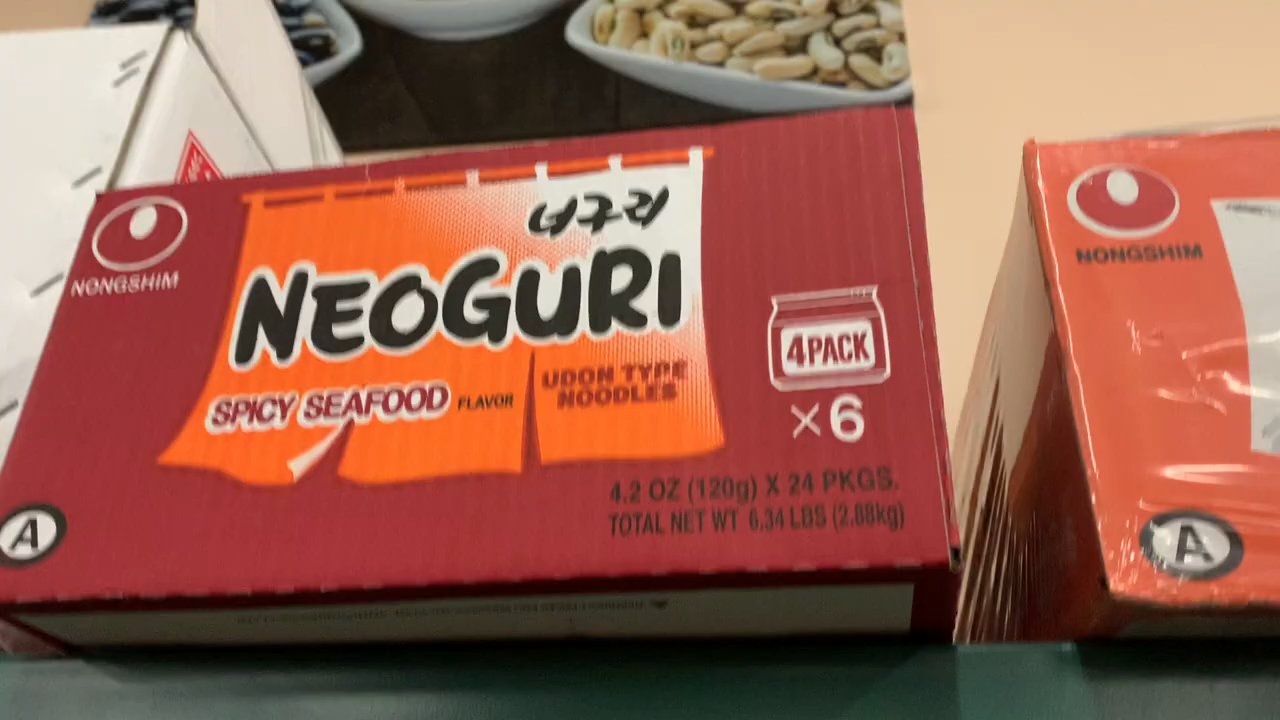 너구리
NONGSHIM
NEOGURI
4PACK
SPICY SEAFOOD FLAVOR
UDON TYPE
NOODLES
×6
4.2 OZ (120g) X 24 PKGS.
TOTAL NET WT 6.34 LBS (2.88kg)
A
NONGSHIM
A